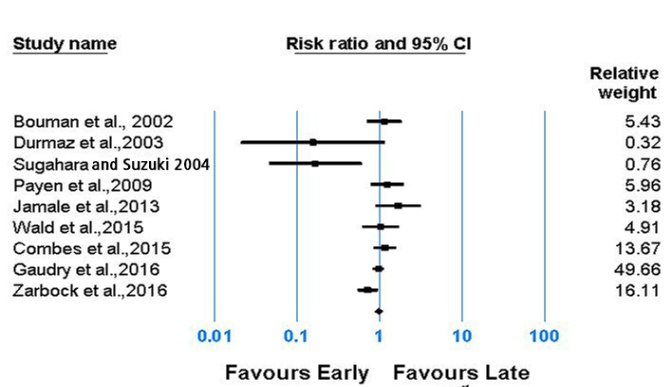 Study name Risk ratio and 95% CI
Relative
weight
Bouman et al., 2002 5.43
Durmaz et al.,2003 0.32
Sugahara and Suzuki 2004 0.76
Payen et al.,2009 5.96
Jamale et al.,2013 3.18
Wald et al.,2015 4.91
Combes et al.,2015 13.67
Gaudry et al.,2016 49.66
Zarbock et al.,2016 16.11
0.01 0.1 1 10 100
Favours Early Favours Late